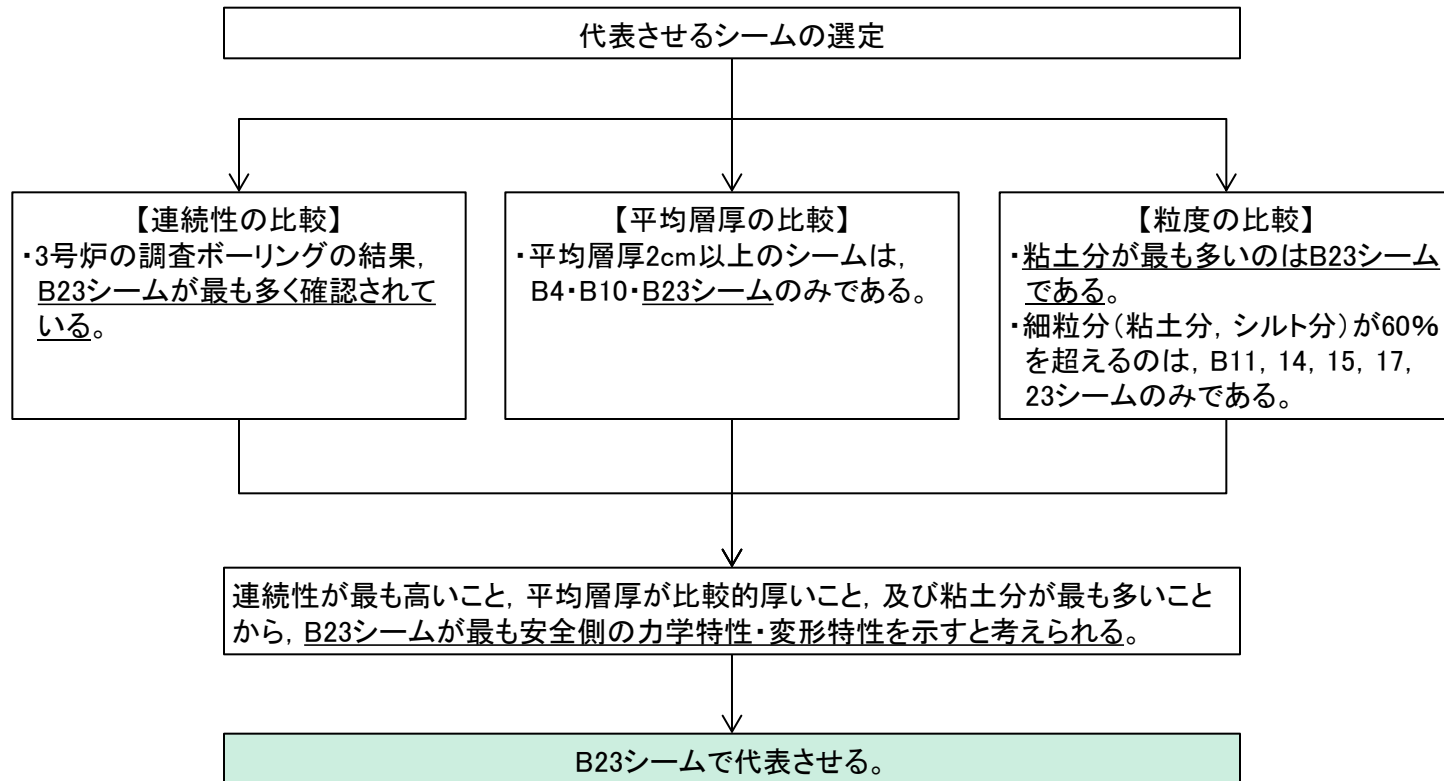 代表させるシームの選定
【連続性の比較】
・3号炉の調査ボーリングの結果,
B23シームが最も多く確認されて
いる。
【平均層厚の比較】
・平均層厚2cm以上のシームは,
B4・B10・B23シームのみである。
【粒度の比較】
・粘土分が最も多いのはB23シーム
である。
・細粒分(粘土分, シルト分)が60%
を超えるのは, B11, 14, 15, 17,
23シームのみである。
連続性が最も高いこと, 平均層厚が比較的厚いこと, 及び粘土分が最も多いこと
から, B23シームが最も安全側の力学特性・変形特性を示すと考えられる。
B23シームで代表させる。